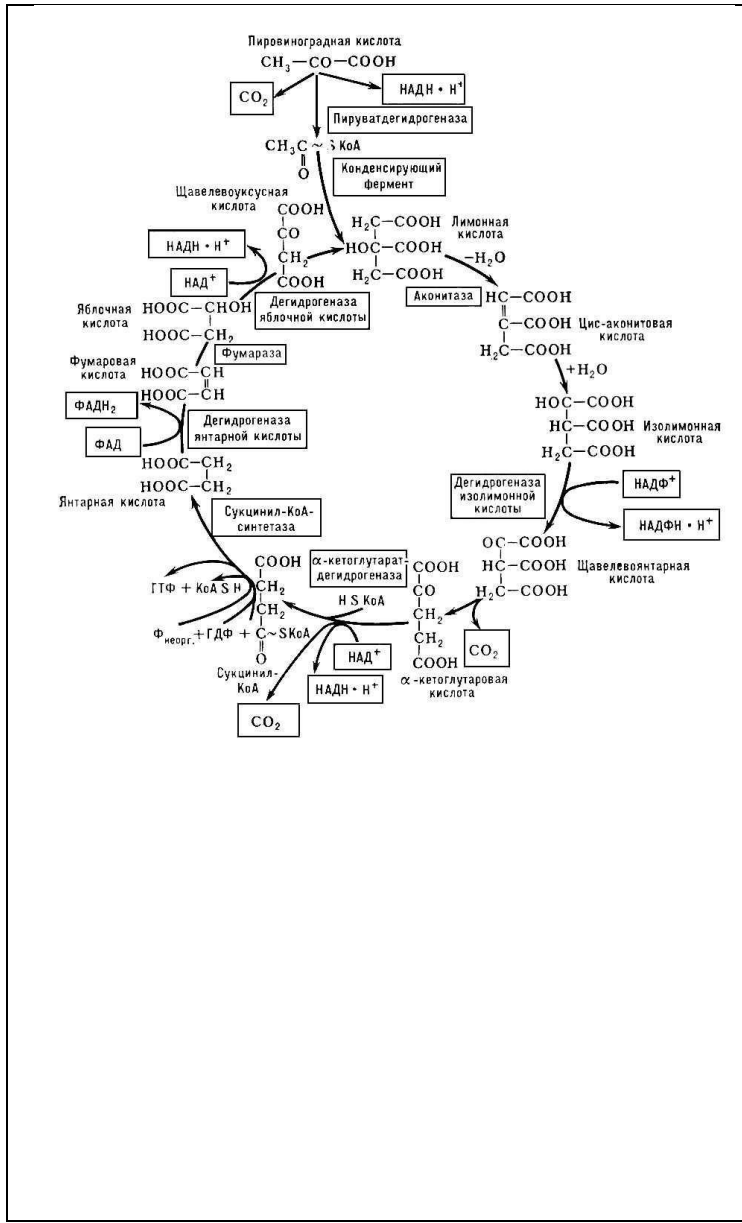 Пировиноградная кислота
CH₃—CO—COOH
CO₂
НАДН • Н⁺
Пируватдегидрогеназа
CH₃C~SКоА
O
Конденсирующий
фермент
Щавелевоуксусная
кислота
COOH
CO
CH₂
COOH
H₂C—COOH
HOC—COOH
H₂C—COOH
Лимонная
кислота
—H₂O
НАДН • Н⁺
НАД⁺
Дегидрогеназа
яблочной кислоты
Аконитаза
HC—COOH
C—COOH
H₂C—COOH
Цис-аконитовая
кислота
+H₂O
Яблочная
кислота
HOOC—CHOH
HOOC—CH₂
Фумараза
Фумаровая
кислота
HOOC—CH
HOOC—CH
ФАДН₂
ФАД
Дегидрогеназа
янтарной кислоты
HOC—COOH
HC—COOH
H₂C—COOH
Изолимонная
кислота
HOOC—CH₂
HOOC—CH₂
Янтарная кислота
Дегидрогеназа
изолимонной
кислоты
НАДФ⁺
НАДФН • Н⁺
Сукцинил-КоА-
синтетаза
OC—COOH
HC—COOH
H₂C—COOH
Щавелевоянтарная
кислота
α-кетоглутарат-
дегидрогеназа
HSКоА
COOH
CO
CH₂
CH₂
COOH
α-кетоглутаровая
кислота
CO₂
COOH
CH₂
CH₂
C~SКоА
O
ГТФ + КоАSH
Фнеорг.+ГДФ +
Сукцинил-
КоА
НАД⁺
НАДН • Н⁺
CO₂